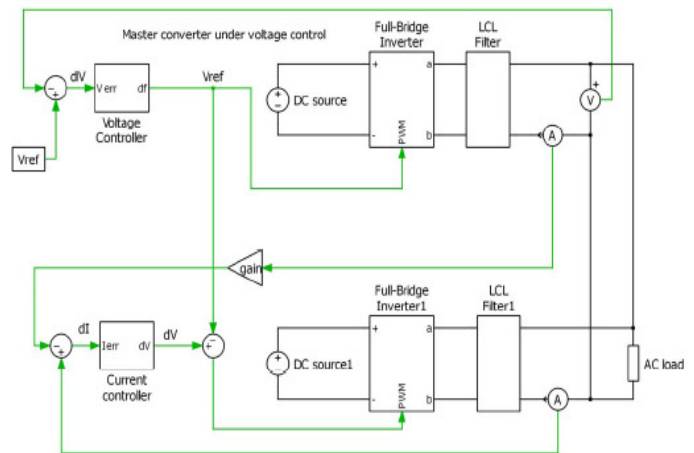 Master converter under voltage control
Full-Bridge
Inverter
LCL
Filter
dV
Verr
df
Vref
+
a
-
b
PWM
DC source
+
V
A
Voltage
Controller
Vref
gain
Full-Bridge
Inverter1
LCL
Filter1
dI
Ierr
dV
dV
+
a
-
b
PWM
DC source1
A
AC load
Current
controller